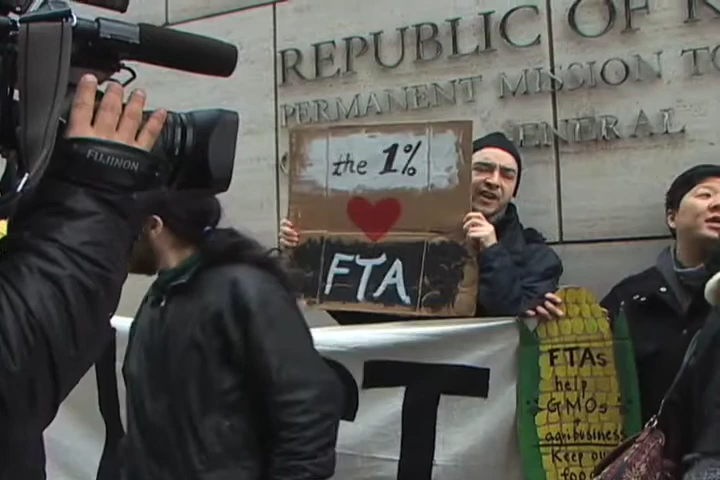 REPUBLIC OF K
PERMANENT MISSION TO
GENERAL
FUJINON
the 1%
FTA
T
FTAs
help
GMOs
agribusiness
Keep our